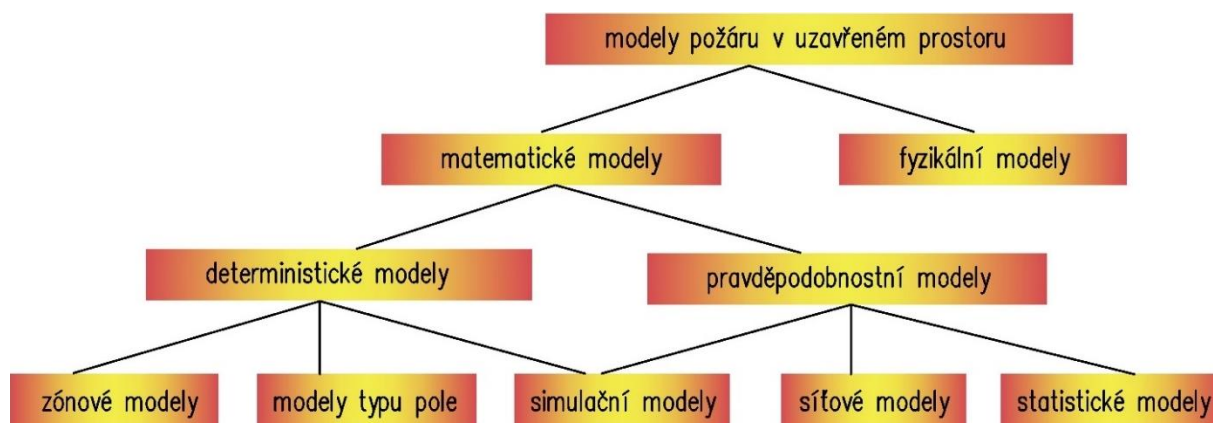 modely požáru v uzavřeném prostoru
matematické modely
fyzikální modely
deterministické modely
pravděpodobnostní modely
zónové modely
modely typu pole
simulační modely
síťové modely
statistické modely